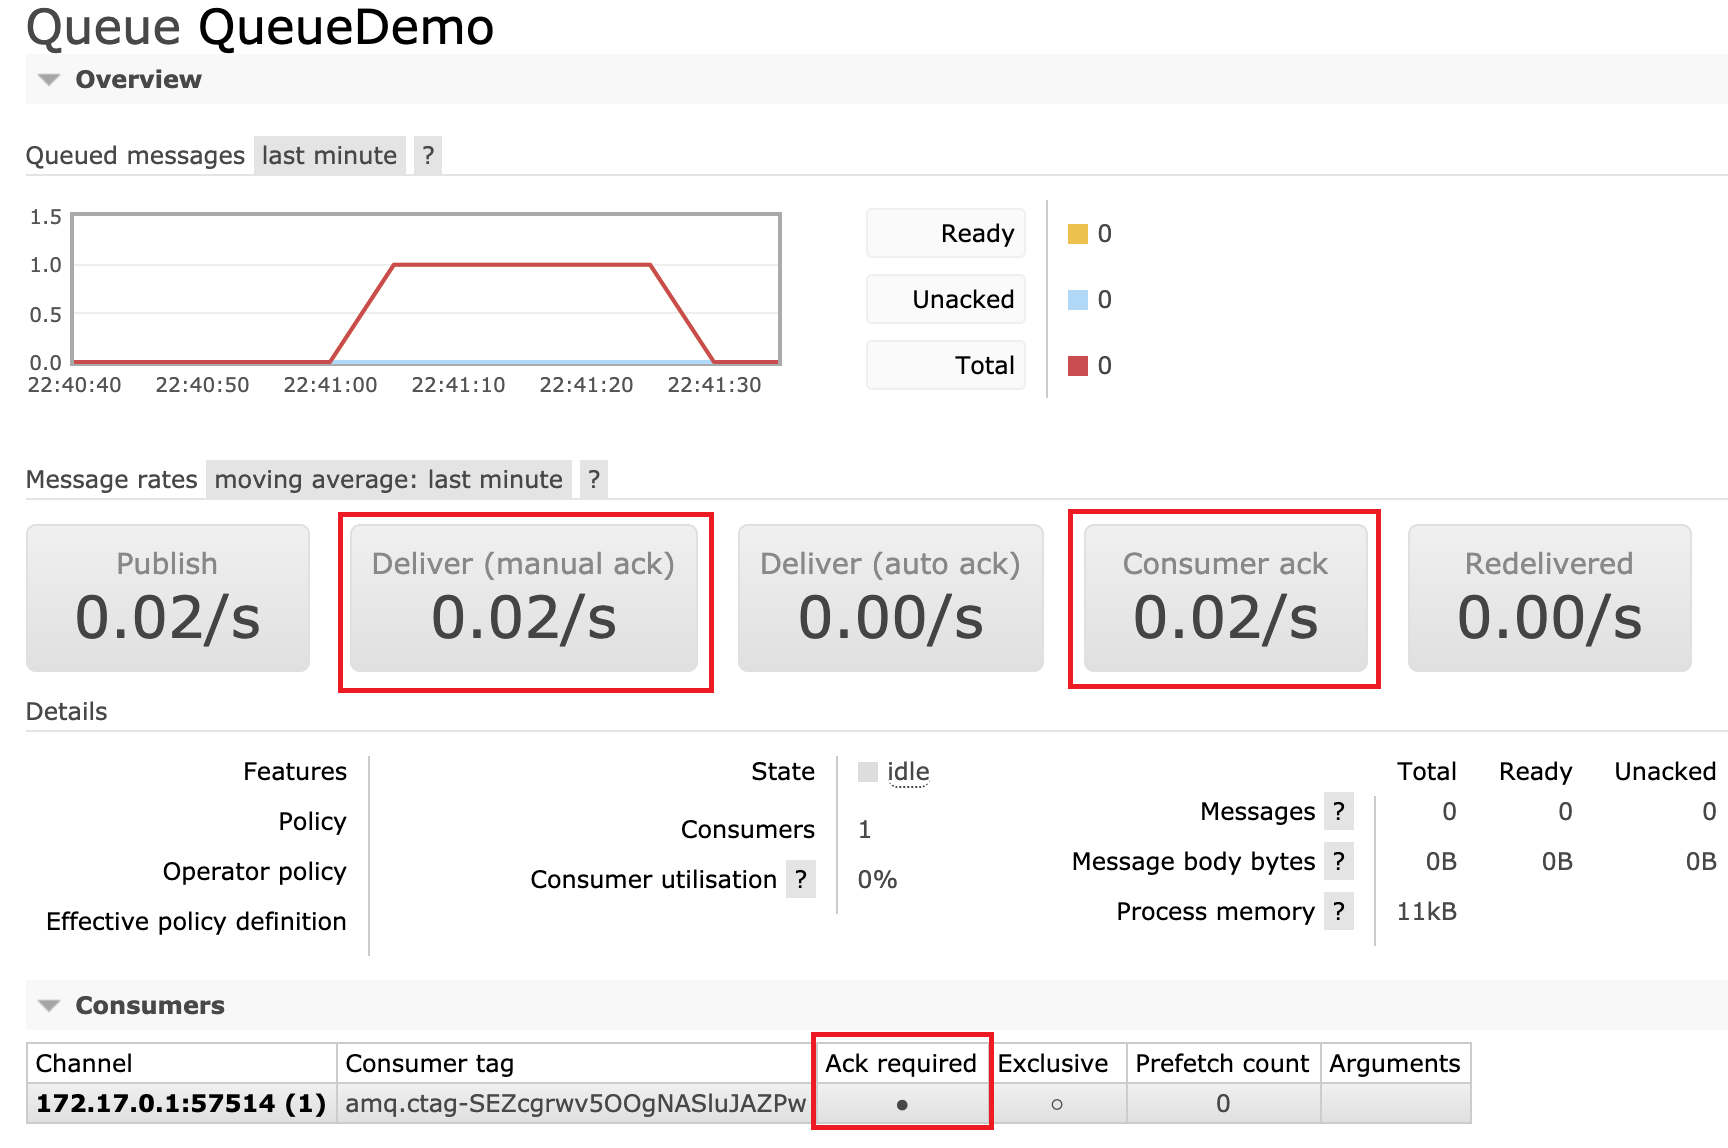 Queue QueueDemo
Overview
Queued messages last minute ?
1.5
1.0
0.5
0.0
22:40:40 22:40:50 22:41:00 22:41:10 22:41:20 22:41:30
Ready 0
Unacked 0
Total 0
Message rates moving average: last minute ?
Publish
0.02/s
Deliver (manual ack)
0.02/s
Deliver (auto ack)
0.00/s
Consumer ack
0.02/s
Redelivered
0.00/s
Details
Features
Policy
Operator policy
Effective policy definition
State idle
Consumers 1
Consumer utilisation ? 0%
Total Ready Unacked
Messages ? 0 0 0
Message body bytes ? 0B 0B 0B
Process memory ? 11kB
Consumers
Channel Consumer tag Ack required Exclusive Prefetch count Arguments
172.17.0.1:57514 (1) amq.ctag-SEZcgrwv5OOgNASluJAZPw ● ○ 0